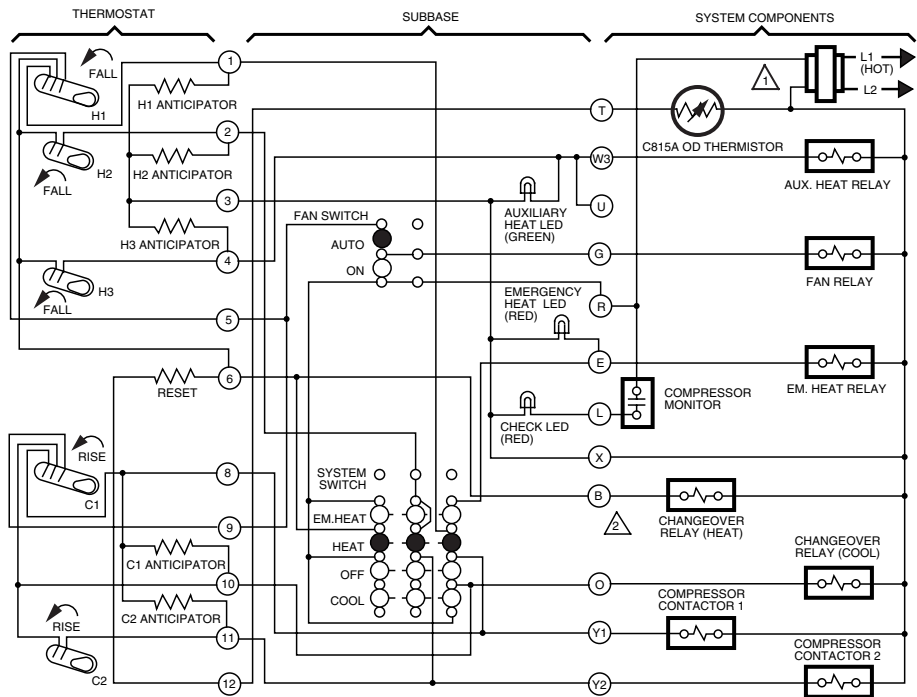 THERMOSTAT
SUBBASE
SYSTEM COMPONENTS
FALL
H1
1
H1 ANTICIPATOR
2
H2
FALL
H2 ANTICIPATOR
3
H3 ANTICIPATOR
4
H3
FALL
5
6
RESET
RISE
C1
8
9
C1 ANTICIPATOR
10
C2 ANTICIPATOR
RISE
11
C2
12
FAN SWITCH
AUTO
ON
AUXILIARY
HEAT LED
(GREEN)
EMERGENCY
HEAT LED
(RED)
CHECK LED
(RED)
SYSTEM
SWITCH
EM.HEAT
HEAT
OFF
COOL
T
W3
U
G
R
E
L
X
B
2
O
Y1
Y2
1
L1
(HOT)
L2
C815A OD THERMISTOR
AUX. HEAT RELAY
FAN RELAY
EM. HEAT RELAY
COMPRESSOR
MONITOR
CHANGEOVER
RELAY (HEAT)
CHANGEOVER
RELAY (COOL)
COMPRESSOR
CONTACTOR 1
COMPRESSOR
CONTACTOR 2